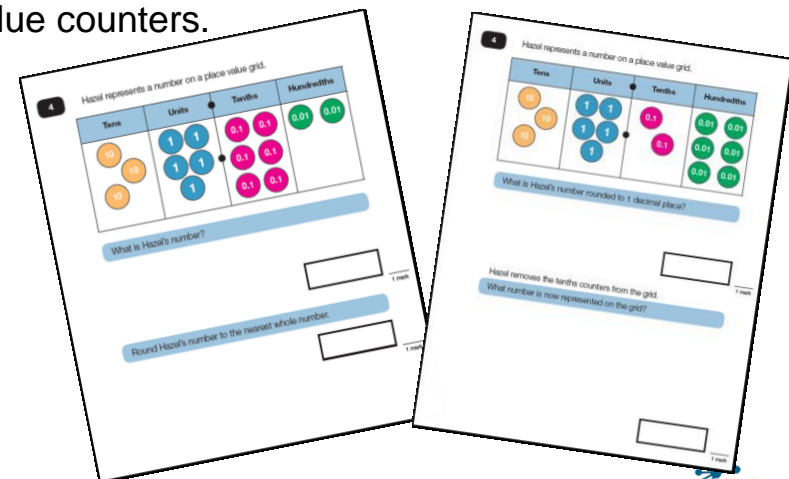 lue counters.
4
Hazel represents a number on a place value grid.
Tens Units Tenths Hundredths
10 10 10
1 1 1 1 1
0.1 0.1 0.1 0.1 0.1 0.1
0.01 0.01
What is Hazel's number?
1 mark
Round Hazel's number to the nearest whole number.
1 mark
4
Hazel represents a number on a place value grid.
Tens Units Tenths Hundredths
10 10 10
1 1 1 1 1
0.1 0.1
0.01 0.01 0.01 0.01 0.01 0.01
What is Hazel's number rounded to 1 decimal place?
1 mark
Hazel removes the tenths counters from the grid.
What number is now represented on the grid?
1 mark